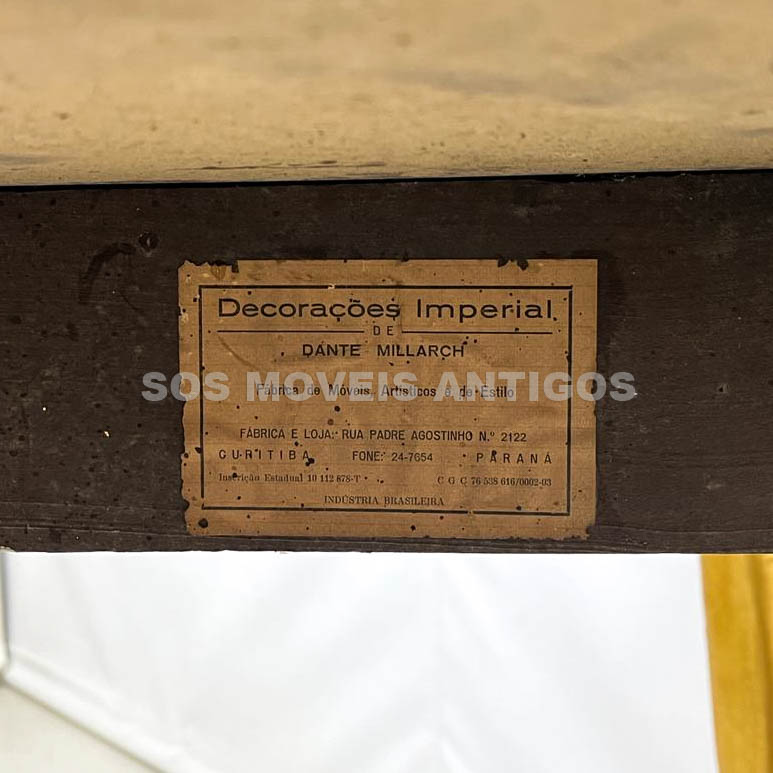 Decorações Imperial
DE
DANTE MILLARCH
SOS MOVEIS ANTIGOS
Fábrica de Móveis Artísticos e de Estilo
FÁBRICA E LOJA: RUA PADRE AGOSTINHO N.º 2122
CURITIBA FONE: 24-7654 PARANÁ
Inscrição Estadual 10 112 878-T C G C 76 538 616/0002-03
INDÚSTRIA BRASILEIRA